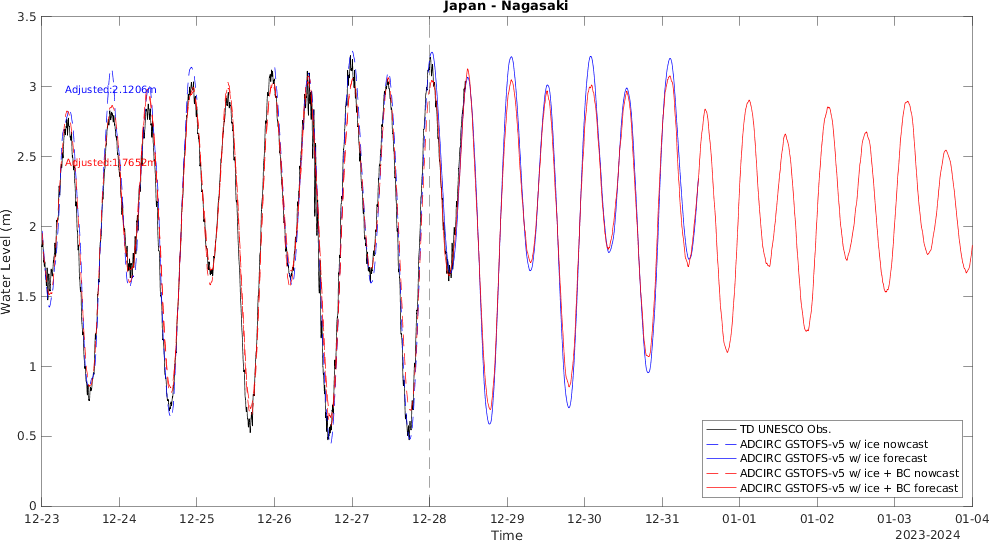 Japan - Nagasaki
3.5
3
2.5
2
1.5
1
0.5
0
Water Level (m)
Adjusted:2.1206m
Adjusted:1.7652m
TD UNESCO Obs.
ADCIRC GSTOFS-v5 w/ ice nowcast
ADCIRC GSTOFS-v5 w/ ice forecast
ADCIRC GSTOFS-v5 w/ ice + BC nowcast
ADCIRC GSTOFS-v5 w/ ice + BC forecast
12-23 12-24 12-25 12-26 12-27 12-28 12-29 12-30 12-31 01-01 01-02 01-03 01-04
Time
2023-2024